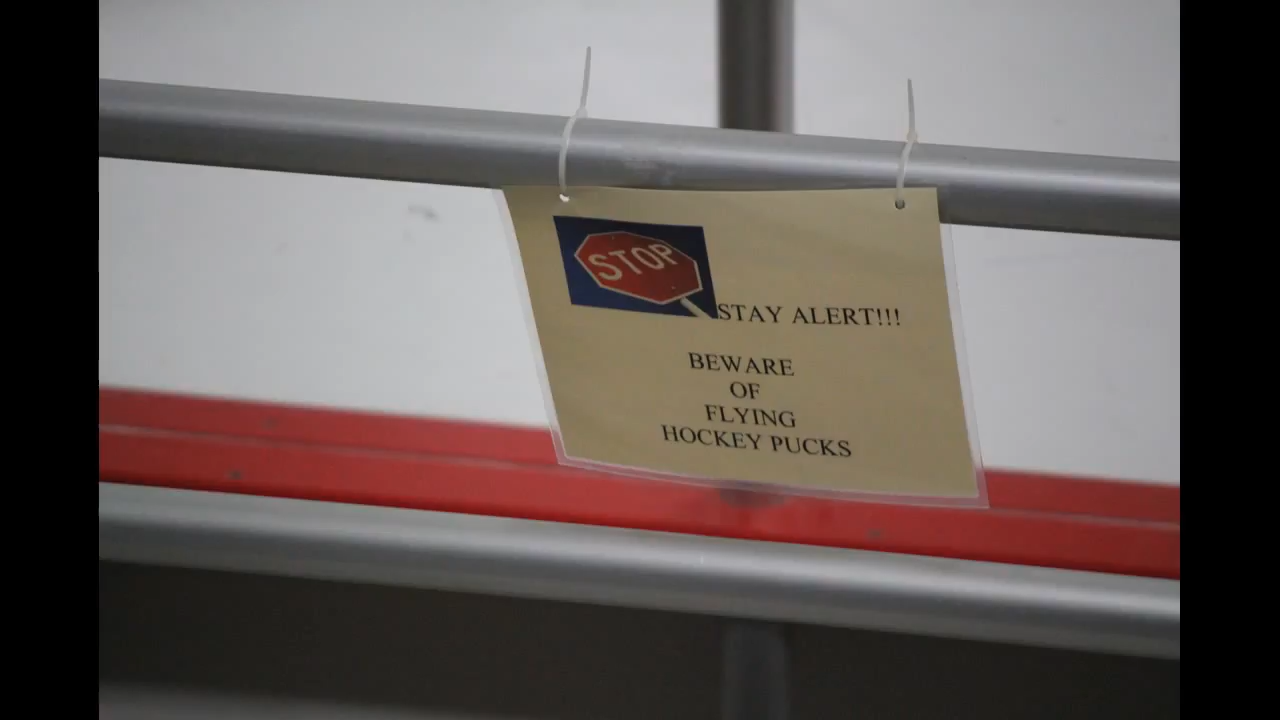 STOP
STAY ALERT!!!
BEWARE
OF
FLYING
HOCKEY PUCKS